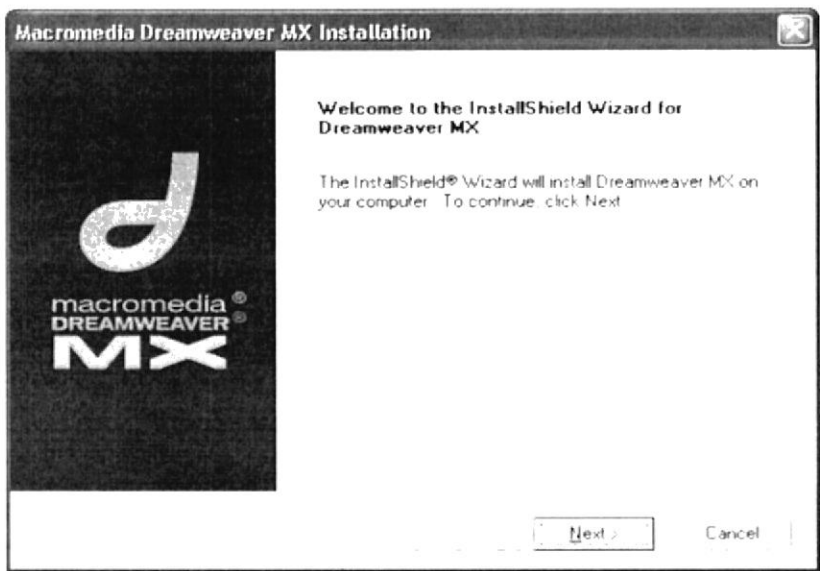 Macromedia Dreamweaver MX Installation
Welcome to the InstallShield Wizard for
Dreamweaver MX
The InstallShield® Wizard will install Dreamweaver MX on
your computer. To continue, click Next
macromedia®
DREAMWEAVER®
MX
Next >
Cancel